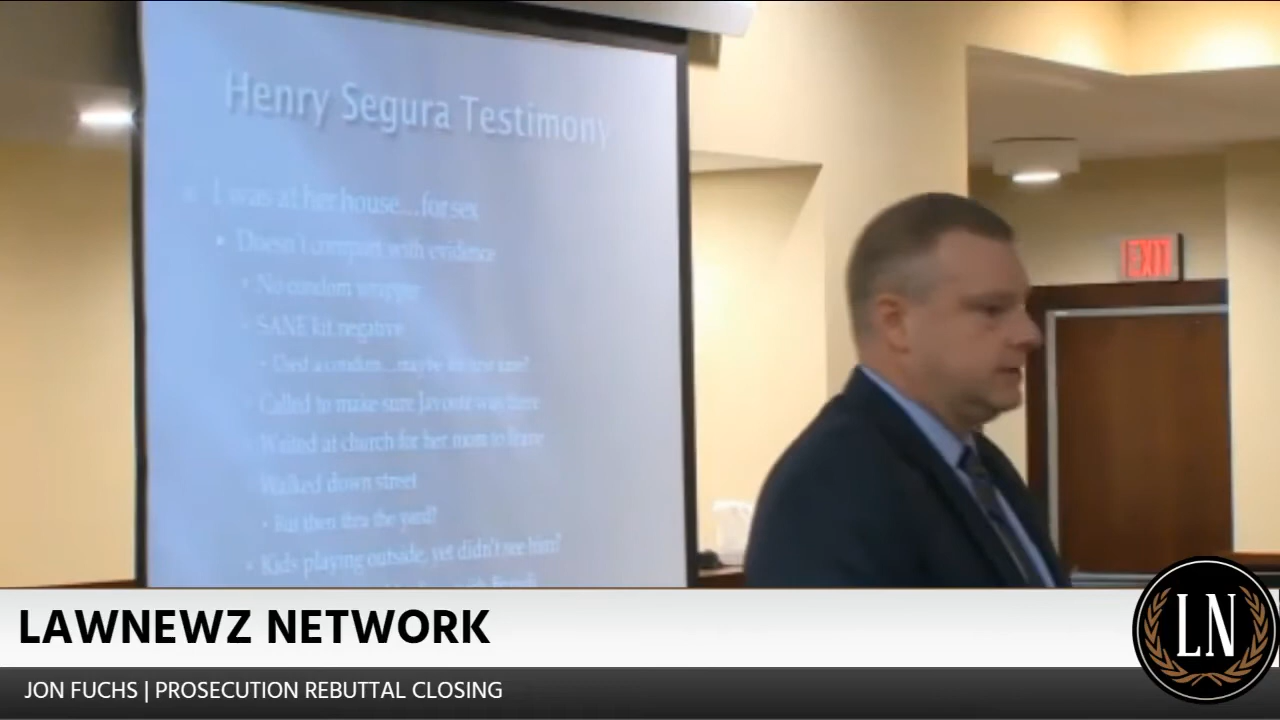 Henry Segura Testimony
I was at her house...for sex
Doesn't comport with evidence
No condom wrapper
SANE kit negative
Used a condom...maybe
Called to make sure Javonte was there
Waited at church for her mom to leave
Walked down street
But then thru the yard?
Kids playing outside, yet didn't see him?
EXIT
LAWNEWZ NETWORK
LN
JON FUCHS | PROSECUTION REBUTTAL CLOSING